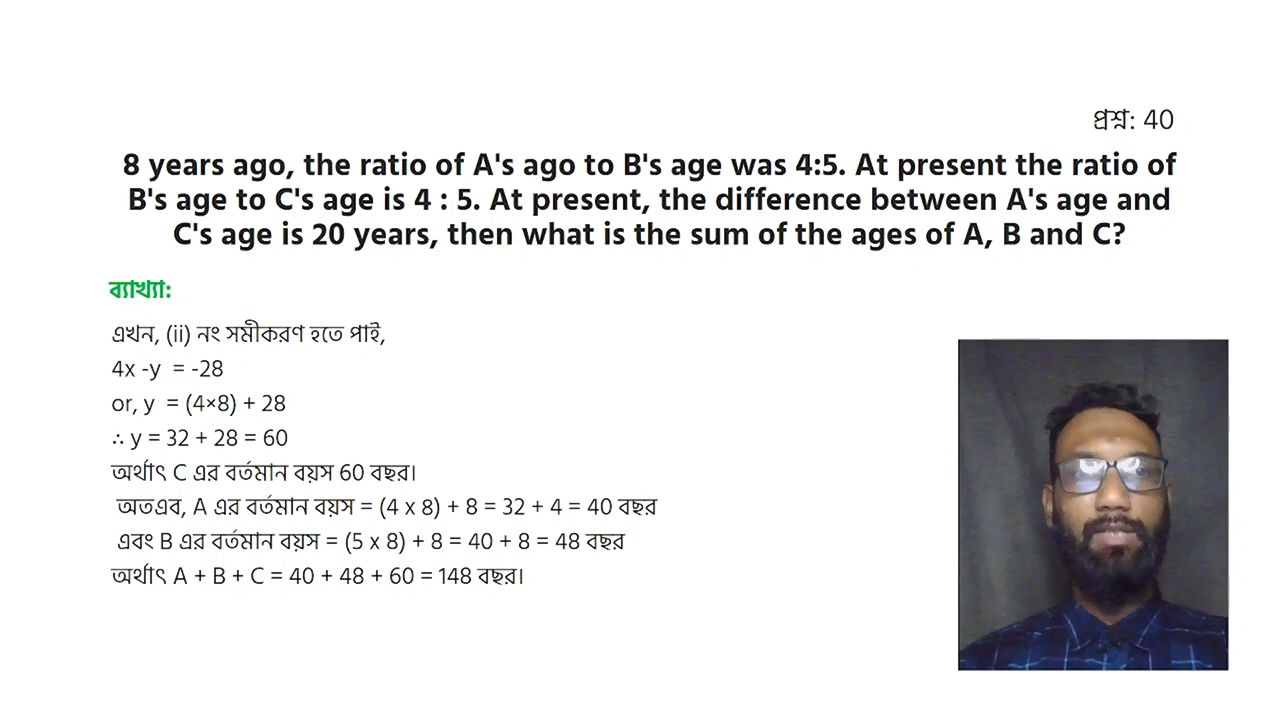 প্রশ্ন: 40
8 years ago, the ratio of A's ago to B's age was 4:5. At present the ratio of
B's age to C's age is 4 : 5. At present, the difference between A's age and
C's age is 20 years, then what is the sum of the ages of A, B and C?
ব্যাখ্যা:
এখন, (ii) নং সমীকরণ হতে পাই,
4x -y = -28
or, y = (4×8) + 28
∴ y = 32 + 28 = 60
অর্থাৎ C এর বর্তমান বয়স 60 বছর।
অতএব, A এর বর্তমান বয়স = (4 x 8) + 8 = 32 + 4 = 40 বছর
এবং B এর বর্তমান বয়স = (5 x 8) + 8 = 40 + 8 = 48 বছর
অর্থাৎ A + B + C = 40 + 48 + 60 = 148 বছর।